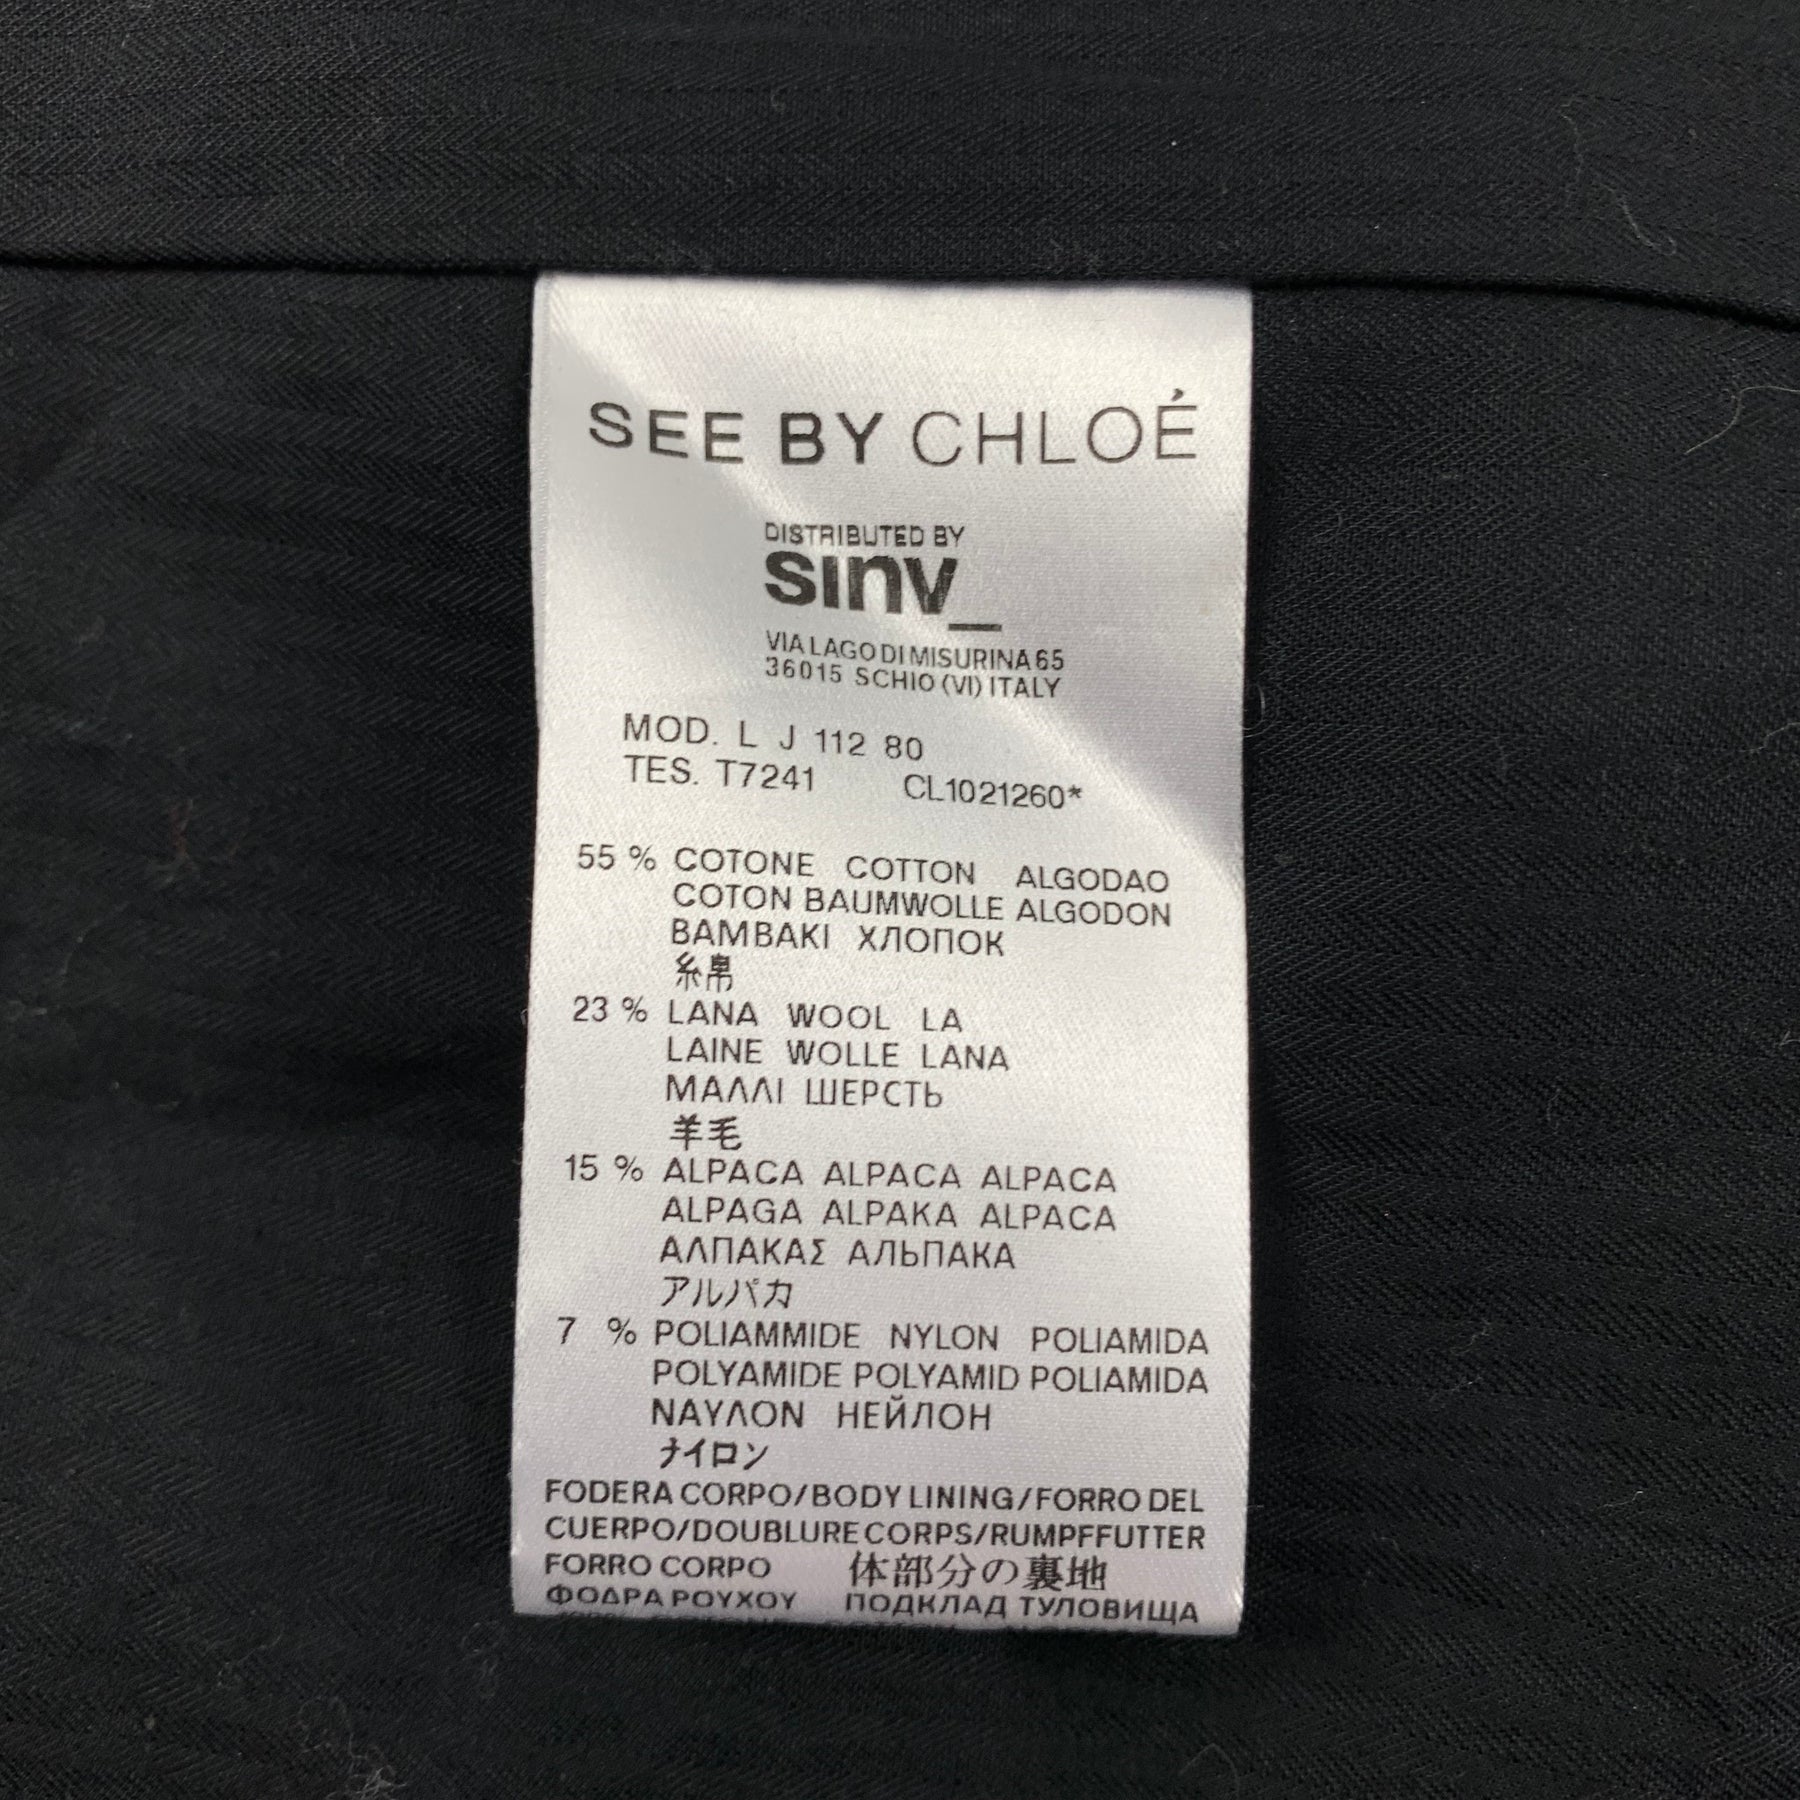 SEE BY CHLOÉ
DISTRIBUTED BY
sinv_
VIA LAGO DI MISURINA 65
36015 SCHIO (VI) ITALY
MOD. L J 112 80
TES. T7241 CL1021260*
55 % COTONE COTTON ALGODAO
COTON BAUMWOLLE ALGODON
BAMBAKI ХЛОПОК
糸帛
23 % LANA WOOL LA
LAINE WOLLE LANA
ΜΑΛΛΙ ШЕРСТЬ
羊毛
15 % ALPACA ALPACA ALPACA
ALPAGA ALPAKA ALPACA
ΑΛΠΑΚΑΣ АЛЬПАКА
アルパカ
7 % POLIAMMIDE NYLON POLIAMIDA
POLYAMIDE POLYAMID POLIAMIDA
ΝΑΥΛΟΝ НЕЙЛОН
ナイロン
FODERA CORPO/BODY LINING/FORRO DEL
CUERPO/DOUBLURE CORPS/RUMPFFUTTER
FORRO CORPO 体部分の裏地
ΦΟΔΡΑ ΡΟΥΧΟΥ ПОДКЛАД ТУЛОВИЩА